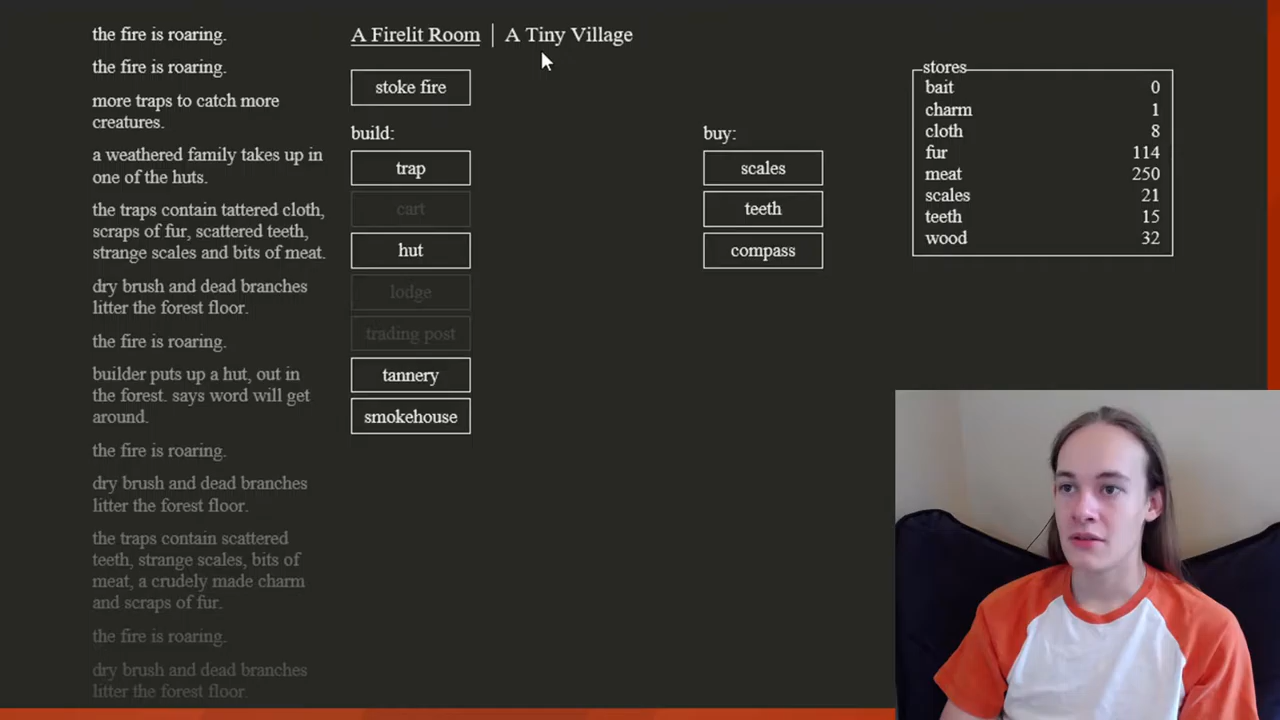 the fire is roaring.
the fire is roaring.
more traps to catch more
creatures.
a weathered family takes up in
one of the huts.
the traps contain tattered cloth,
scraps of fur, scattered teeth,
strange scales and bits of meat.
dry brush and dead branches
litter the forest floor.
the fire is roaring.
builder puts up a hut, out in
the forest. says word will get
around.
the fire is roaring.
dry brush and dead branches
litter the forest floor.
the traps contain scattered
teeth, strange scales, bits of
meat, a crudely made charm
and scraps of fur.
the fire is roaring.
dry brush and dead branches
litter the forest floor.
A Firelit Room | A Tiny Village
stoke fire
build:
trap
cart
hut
lodge
trading post
tannery
smokehouse
buy:
scales
teeth
compass
stores
bait 0
charm 1
cloth 8
fur 114
meat 250
scales 21
teeth 15
wood 32